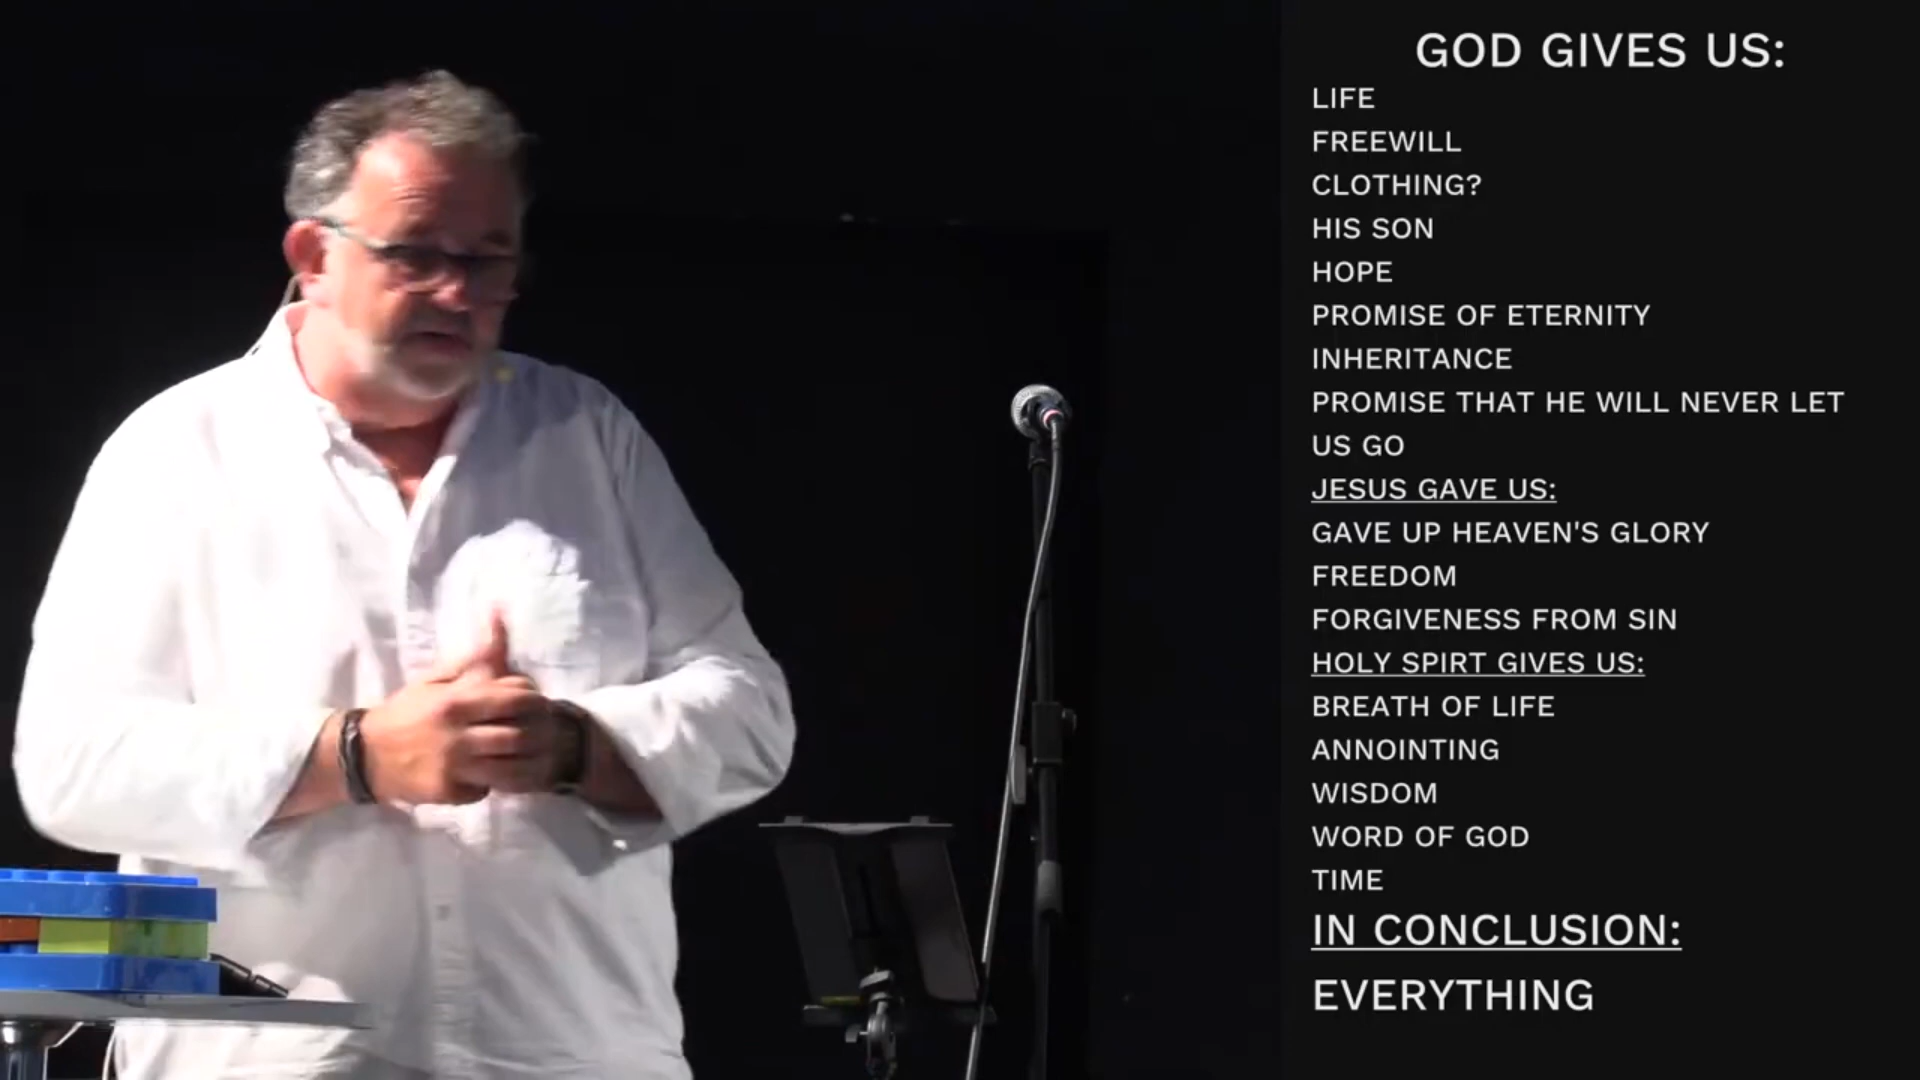 GOD GIVES US:
LIFE
FREEWILL
CLOTHING?
HIS SON
HOPE
PROMISE OF ETERNITY
INHERITANCE
PROMISE THAT HE WILL NEVER LET
US GO
JESUS GAVE US:
GAVE UP HEAVEN'S GLORY
FREEDOM
FORGIVENESS FROM SIN
HOLY SPIRT GIVES US:
BREATH OF LIFE
ANNOINTING
WISDOM
WORD OF GOD
TIME
IN CONCLUSION:
EVERYTHING